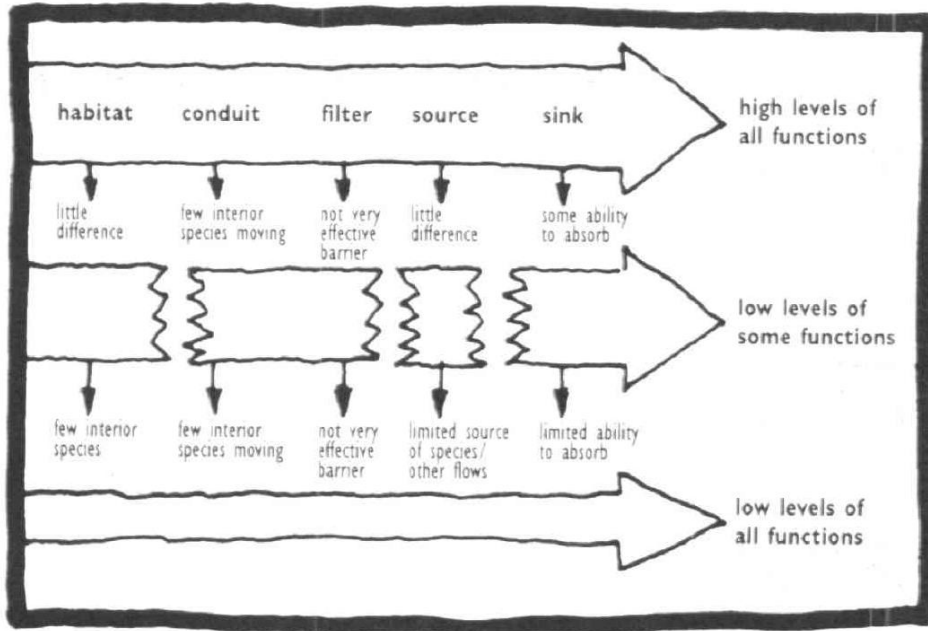 habitat conduit filter source sink
high levels of
all functions
little
difference
few interior
species moving
not very
effective
barrier
little
difference
some ability
to absorb
low levels of
some functions
few interior
species
few interior
species moving
not very
effective
barrier
limited source
of species/
other flows
limited ability
to absorb
low levels of
all functions